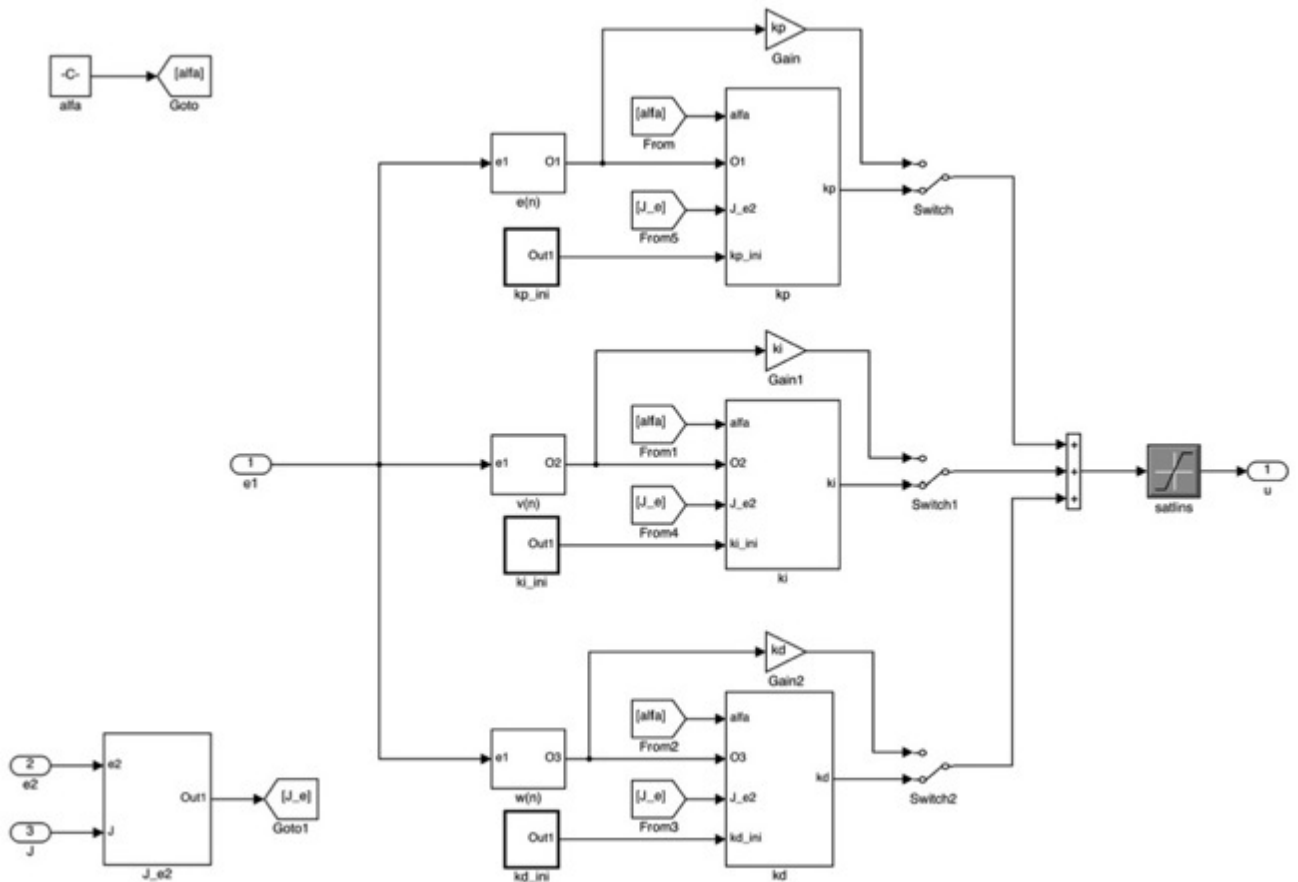 -C-
alfa
[alfa]
Goto
kp
Gain
[alfa]
From
e1
O1
e(n)
[J_e]
From5
Out1
kp_ini
alfa
O1
J_e2
kp_ini
kp
kp
Switch
ki
Gain1
[alfa]
From1
1
e1
e1
O2
v(n)
[J_e]
From4
Out1
ki_ini
alfa
O2
J_e2
ki_ini
ki
ki
Switch1
+
+
+
satlins
1
u
kd
Gain2
[alfa]
From2
e1
O3
w(n)
[J_e]
From3
Out1
kd_ini
alfa
O3
J_e2
kd_ini
kd
kd
Switch2
2
e2
3
J
e2
J
Out1
J_e2
[J_e]
Goto1